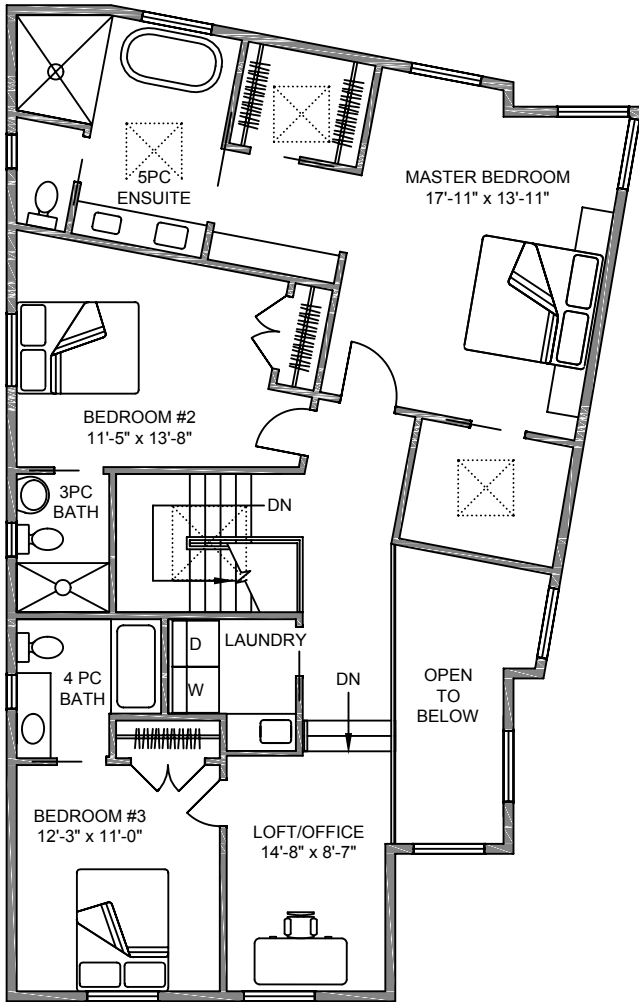 5PC
ENSUITE
MASTER BEDROOM
17'-11" x 13'-11"
BEDROOM #2
11'-5" x 13'-8"
3PC
BATH
DN
D
W
LAUNDRY
4 PC
BATH
DN
OPEN
TO
BELOW
BEDROOM #3
12'-3" x 11'-0"
LOFT/OFFICE
14'-8" x 8'-7"